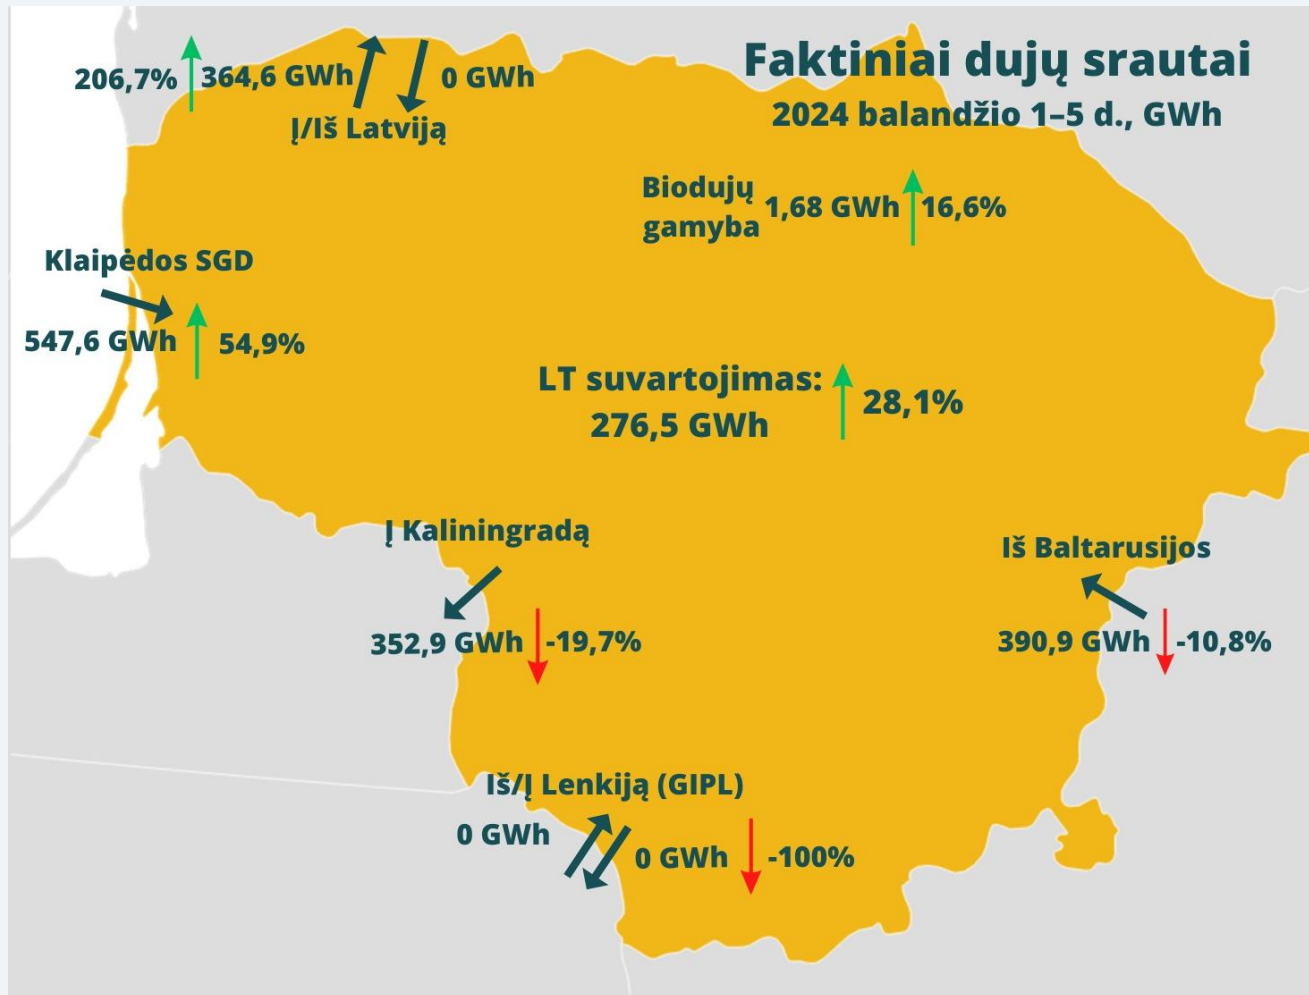 Faktiniai dujų srautai
2024 balandžio 1–5 d., GWh
206,7% 364,6 GWh
0 GWh
Į/Iš Latviją
Biodujų
gamyba
1,68 GWh 16,6%
Klaipėdos SGD
547,6 GWh 54,9%
LT suvartojimas:
276,5 GWh
28,1%
Į Kaliningradą
352,9 GWh -19,7%
Iš Baltarusijos
390,9 GWh -10,8%
Iš/Į Lenkiją (GIPL)
0 GWh
0 GWh -100%